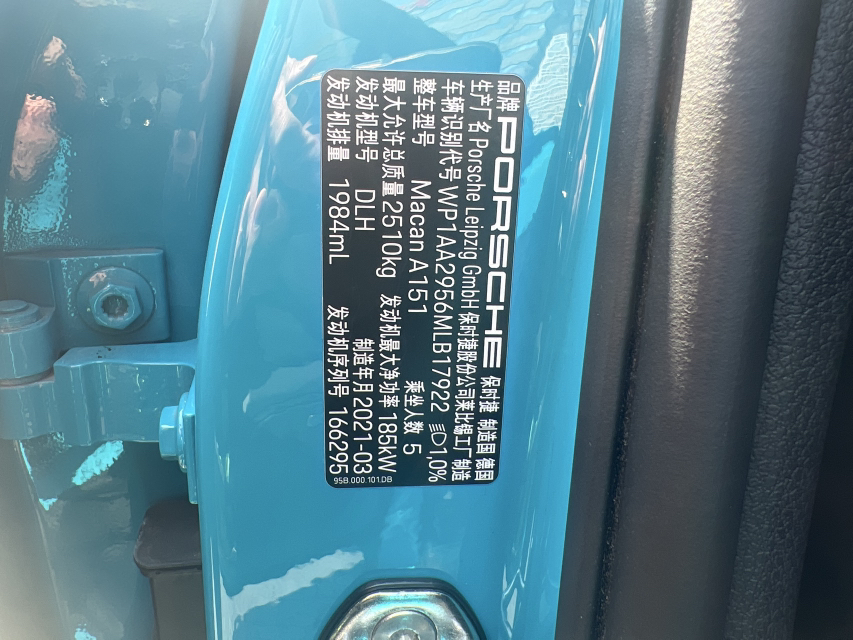 品牌 PORSCHE 保时捷 制造国 德国
生产厂名 Porsche Leipzig GmbH 保时捷股份公司莱比锡工厂制造
车辆识别代号 WP1AA2956MLB17922 1,0%
整车型号 Macan A151 乘坐人数 5
最大允许总质量 2510kg 发动机最大净功率 185kW
发动机型号 DLH 制造年月 2021-03
发动机排量 1984mL 发动机序列号 166295
95B.000.101.DB